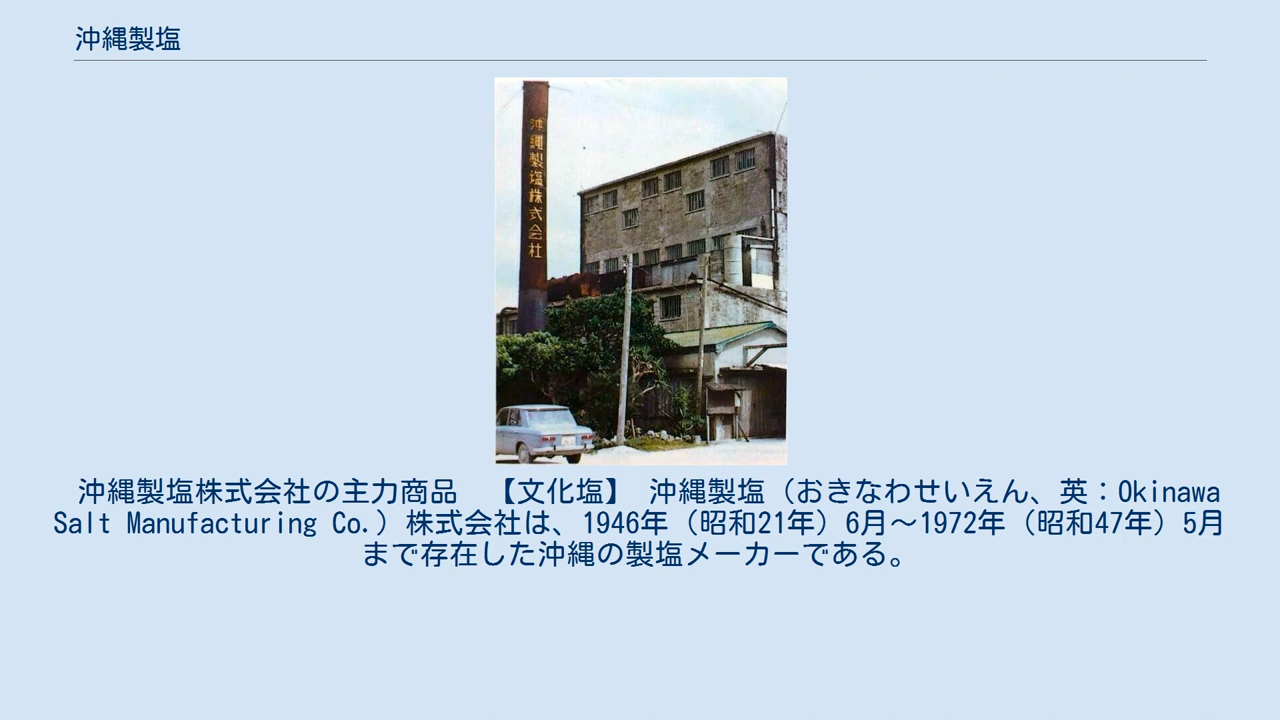 沖縄製塩
沖縄製塩株式会社
沖縄製塩株式会社の主力商品　【文化塩】 沖縄製塩（おきなわせいえん、英：Okinawa
Salt Manufacturing Co.）株式会社は、1946年（昭和21年）6月～1972年（昭和47年）5月
まで存在した沖縄の製塩メーカーである。